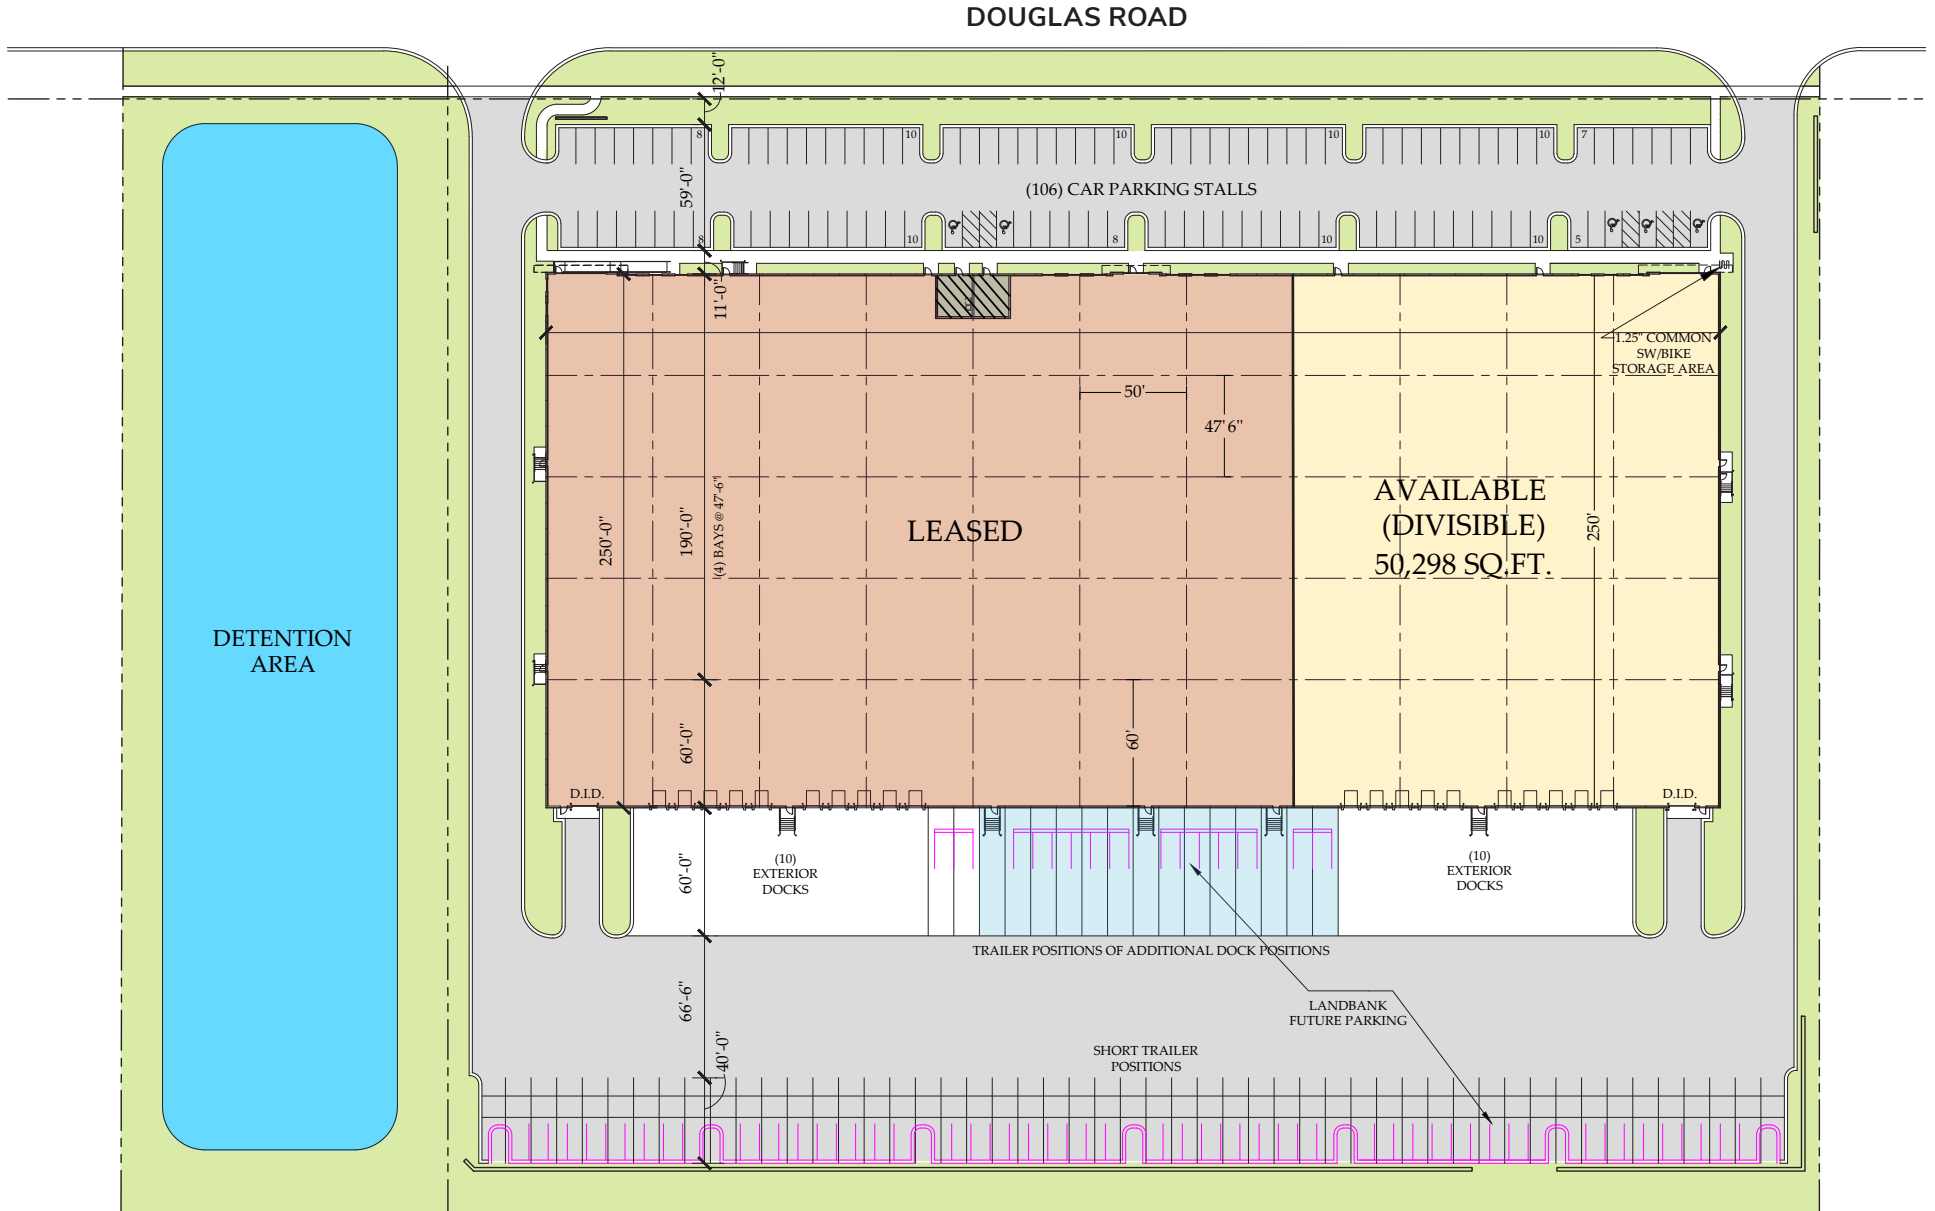 DOUGLAS ROAD
12'-0"
8
10
10
10
10
7
59'-0"
(106) CAR PARKING STALLS
8
10
8
10
10
5
11'-0"
1.25" COMMON
SW/BIKE
STORAGE AREA
50'
47' 6"
250'-0"
190'-0"
(4) BAYS @ 47'-6"
LEASED
AVAILABLE
(DIVISIBLE)
50,298 SQ.FT.
250'
DETENTION
AREA
60'-0"
60'
D.I.D.
D.I.D.
60'-0"
(10)
EXTERIOR
DOCKS
(10)
EXTERIOR
DOCKS
TRAILER POSITIONS OF ADDITIONAL DOCK POSITIONS
66'-6"
LANDBANK
FUTURE PARKING
40'-0"
SHORT TRAILER
POSITIONS